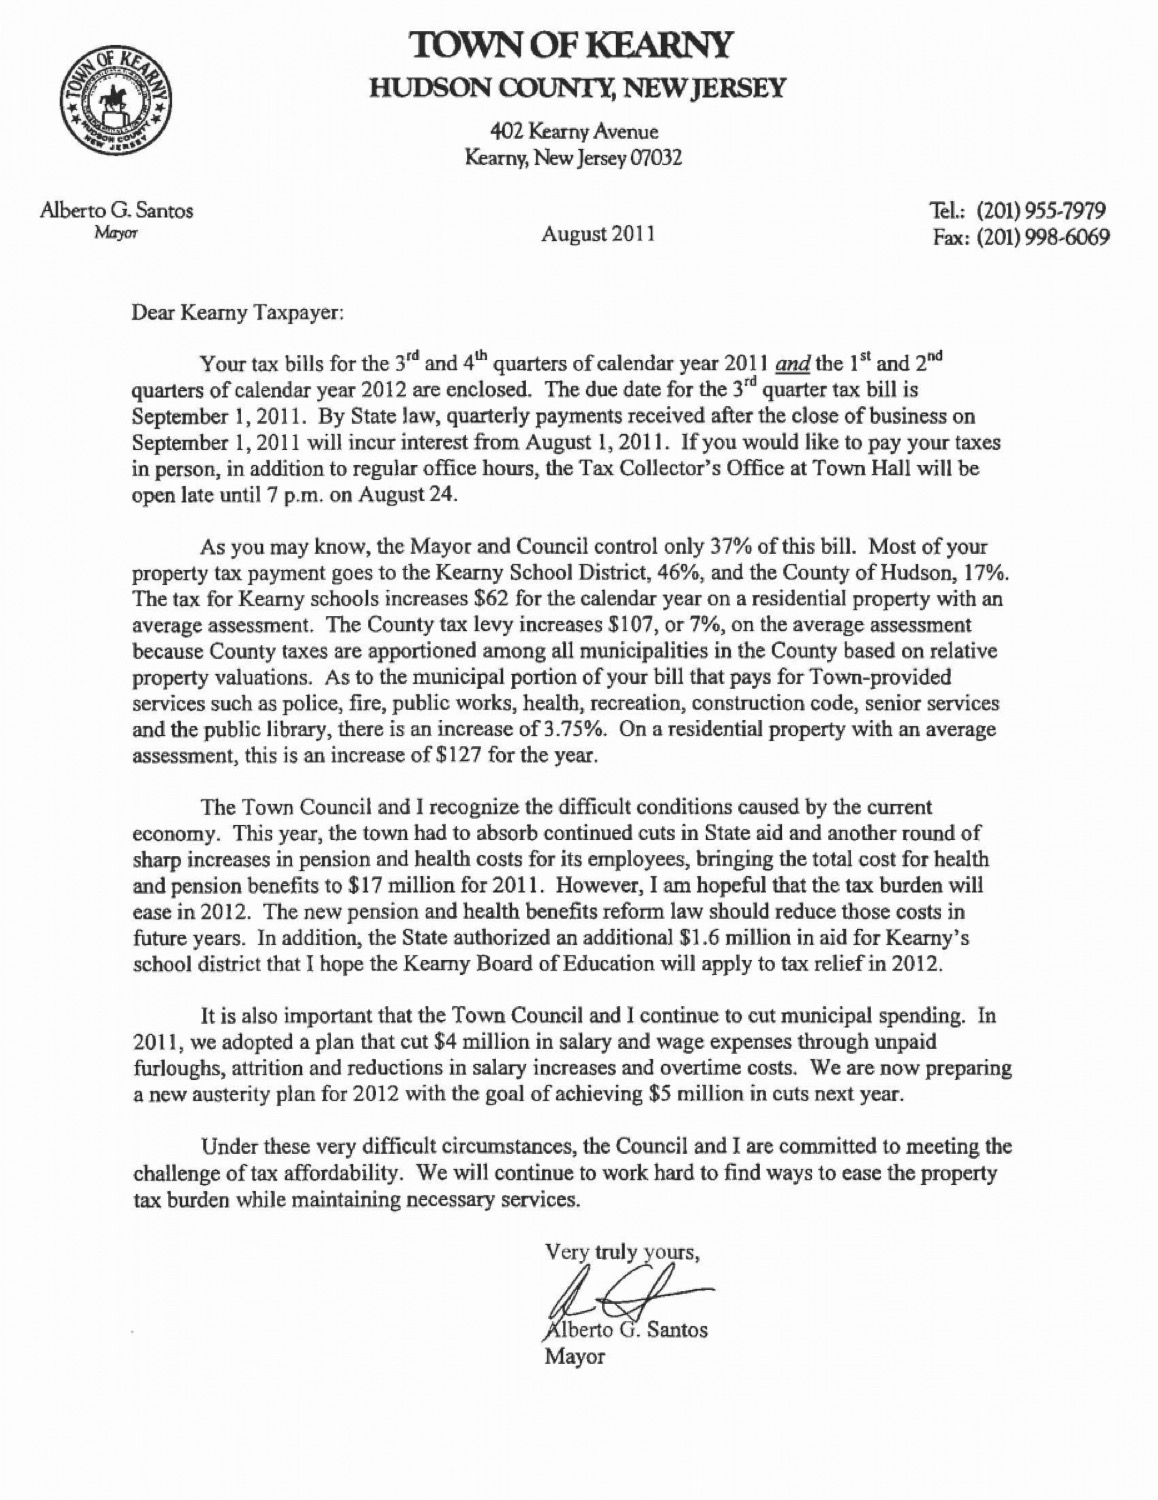 TOWN OF KEARNY
HUDSON COUNTY, NEW JERSEY
402 Kearny Avenue
Kearny, New Jersey 07032
TOWN OF KEARNY
HUDSON COUNTY
NEW JERSEY
Alberto G. Santos
Mayor
August 2011
Tel.: (201) 955-7979
Fax: (201) 998-6069
Dear Kearny Taxpayer:
Your tax bills for the 3rd and 4th quarters of calendar year 2011 and the 1st and 2nd
quarters of calendar year 2012 are enclosed. The due date for the 3rd quarter tax bill is
September 1, 2011. By State law, quarterly payments received after the close of business on
September 1, 2011 will incur interest from August 1, 2011. If you would like to pay your taxes
in person, in addition to regular office hours, the Tax Collector's Office at Town Hall will be
open late until 7 p.m. on August 24.
As you may know, the Mayor and Council control only 37% of this bill. Most of your
property tax payment goes to the Kearny School District, 46%, and the County of Hudson, 17%.
The tax for Kearny schools increases $62 for the calendar year on a residential property with an
average assessment. The County tax levy increases $107, or 7%, on the average assessment
because County taxes are apportioned among all municipalities in the County based on relative
property valuations. As to the municipal portion of your bill that pays for Town-provided
services such as police, fire, public works, health, recreation, construction code, senior services
and the public library, there is an increase of 3.75%. On a residential property with an average
assessment, this is an increase of $127 for the year.
The Town Council and I recognize the difficult conditions caused by the current
economy. This year, the town had to absorb continued cuts in State aid and another round of
sharp increases in pension and health costs for its employees, bringing the total cost for health
and pension benefits to $17 million for 2011. However, I am hopeful that the tax burden will
ease in 2012. The new pension and health benefits reform law should reduce those costs in
future years. In addition, the State authorized an additional $1.6 million in aid for Kearny's
school district that I hope the Kearny Board of Education will apply to tax relief in 2012.
It is also important that the Town Council and I continue to cut municipal spending. In
2011, we adopted a plan that cut $4 million in salary and wage expenses through unpaid
furloughs, attrition and reductions in salary increases and overtime costs. We are now preparing
a new austerity plan for 2012 with the goal of achieving $5 million in cuts next year.
Under these very difficult circumstances, the Council and I are committed to meeting the
challenge of tax affordability. We will continue to work hard to find ways to ease the property
tax burden while maintaining necessary services.
Very truly yours,
Alberto G. Santos
Mayor